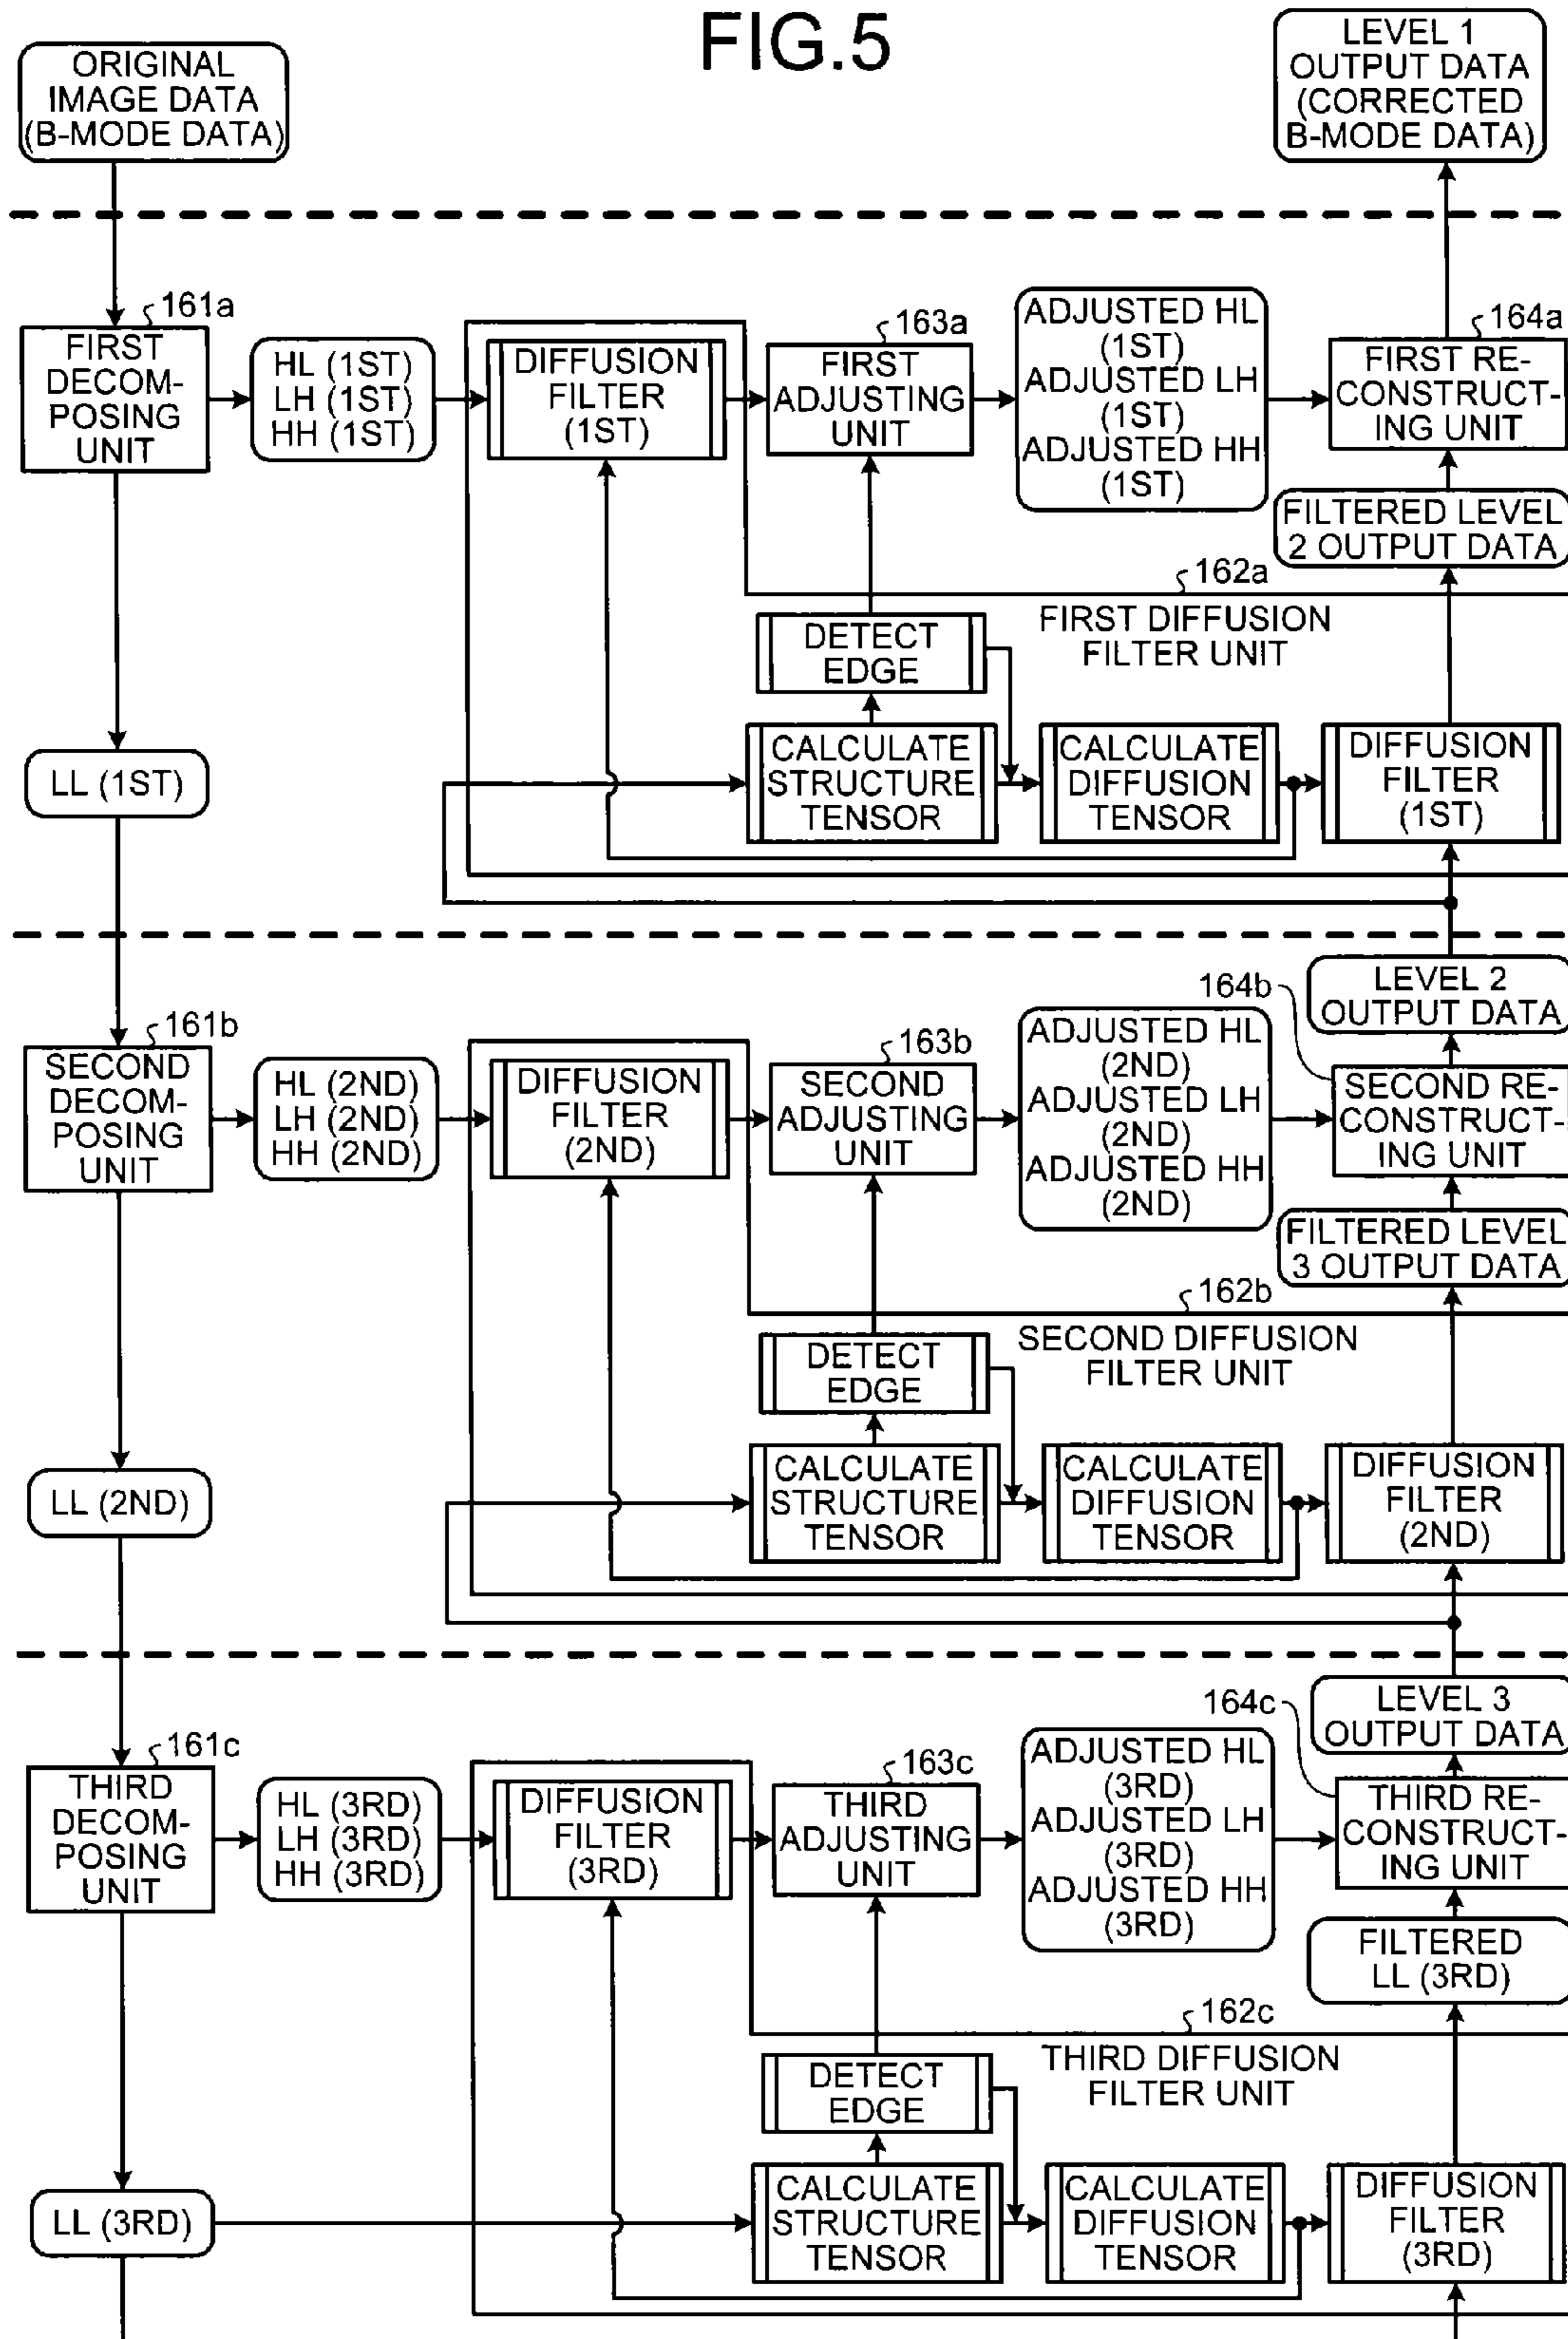 FIG.5
ORIGINAL
IMAGE DATA
(B-MODE DATA)
LEVEL 1
OUTPUT DATA
(CORRECTED
B-MODE DATA)
161a
FIRST
DECOM-
POSING
UNIT
HL (1ST)
LH (1ST)
HH (1ST)
DIFFUSION
FILTER
(1ST)
163a
FIRST
ADJUSTING
UNIT
ADJUSTED HL
(1ST)
ADJUSTED LH
(1ST)
ADJUSTED HH
(1ST)
164a
FIRST RE-
CONSTRUCT-
ING UNIT
FILTERED LEVEL
2 OUTPUT DATA
162a
FIRST DIFFUSION
FILTER UNIT
DETECT
EDGE
LL (1ST)
CALCULATE
STRUCTURE
TENSOR
CALCULATE
DIFFUSION
TENSOR
DIFFUSION
FILTER
(1ST)
LEVEL 2
OUTPUT DATA
161b
SECOND
DECOM-
POSING
UNIT
HL (2ND)
LH (2ND)
HH (2ND)
DIFFUSION
FILTER
(2ND)
163b
SECOND
ADJUSTING
UNIT
ADJUSTED HL
(2ND)
ADJUSTED LH
(2ND)
ADJUSTED HH
(2ND)
164b
SECOND RE-
CONSTRUCT-
ING UNIT
FILTERED LEVEL
3 OUTPUT DATA
162b
SECOND DIFFUSION
FILTER UNIT
DETECT
EDGE
LL (2ND)
CALCULATE
STRUCTURE
TENSOR
CALCULATE
DIFFUSION
TENSOR
DIFFUSION
FILTER
(2ND)
LEVEL 3
OUTPUT DATA
161c
THIRD
DECOM-
POSING
UNIT
HL (3RD)
LH (3RD)
HH (3RD)
DIFFUSION
FILTER
(3RD)
163c
THIRD
ADJUSTING
UNIT
ADJUSTED HL
(3RD)
ADJUSTED LH
(3RD)
ADJUSTED HH
(3RD)
164c
THIRD RE-
CONSTRUCT-
ING UNIT
FILTERED
LL (3RD)
162c
THIRD DIFFUSION
FILTER UNIT
DETECT
EDGE
LL (3RD)
CALCULATE
STRUCTURE
TENSOR
CALCULATE
DIFFUSION
TENSOR
DIFFUSION
FILTER
(3RD)